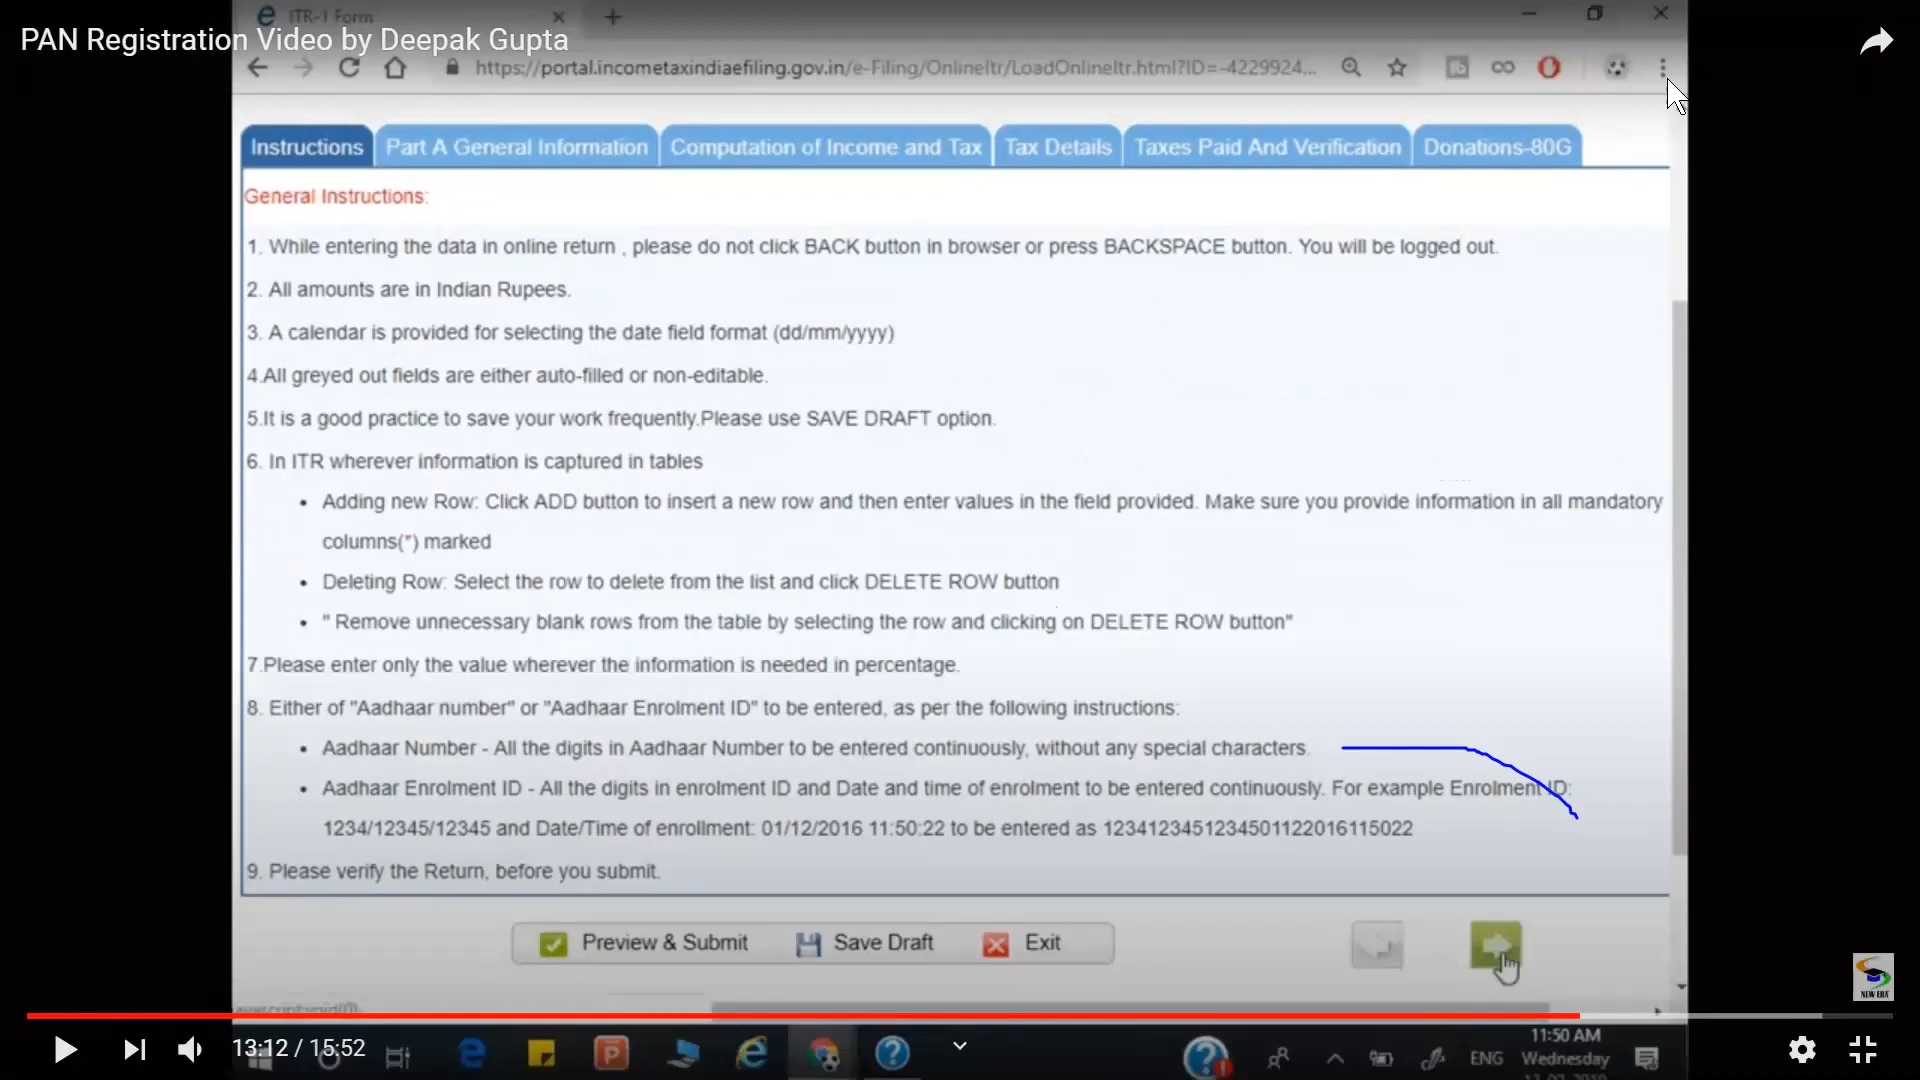 ITR-1 Form
PAN Registration Video by Deepak Gupta
https://portal.incometaxindiaefiling.gov.in/e-Filing/OnlineItr/LoadOnlineItr.html?ID=-4229924...
Instructions
Part A General Information
Computation of Income and Tax
Tax Details
Taxes Paid And Verification
Donations-80G
General Instructions:
1. While entering the data in online return , please do not click BACK button in browser or press BACKSPACE button. You will be logged out.
2. All amounts are in Indian Rupees.
3. A calendar is provided for selecting the date field format (dd/mm/yyyy)
4.All greyed out fields are either auto-filled or non-editable.
5.It is a good practice to save your work frequently.Please use SAVE DRAFT option.
6. In ITR wherever information is captured in tables
• Adding new Row: Click ADD button to insert a new row and then enter values in the field provided. Make sure you provide information in all mandatory
columns(*) marked
• Deleting Row: Select the row to delete from the list and click DELETE ROW button
• " Remove unnecessary blank rows from the table by selecting the row and clicking on DELETE ROW button"
7.Please enter only the value wherever the information is needed in percentage.
8. Either of "Aadhaar number" or "Aadhaar Enrolment ID" to be entered, as per the following instructions:
• Aadhaar Number - All the digits in Aadhaar Number to be entered continuously, without any special characters.
• Aadhaar Enrolment ID - All the digits in enrolment ID and Date and time of enrolment to be entered continuously. For example Enrolment ID:
1234/12345/12345 and Date/Time of enrollment: 01/12/2016 11:50:22 to be entered as 1234123451234501122016115022
9. Please verify the Return, before you submit.
Preview & Submit
Save Draft
Exit
NEW ERA
13:12 / 15:52
11:50 AM
ENG
Wednesday